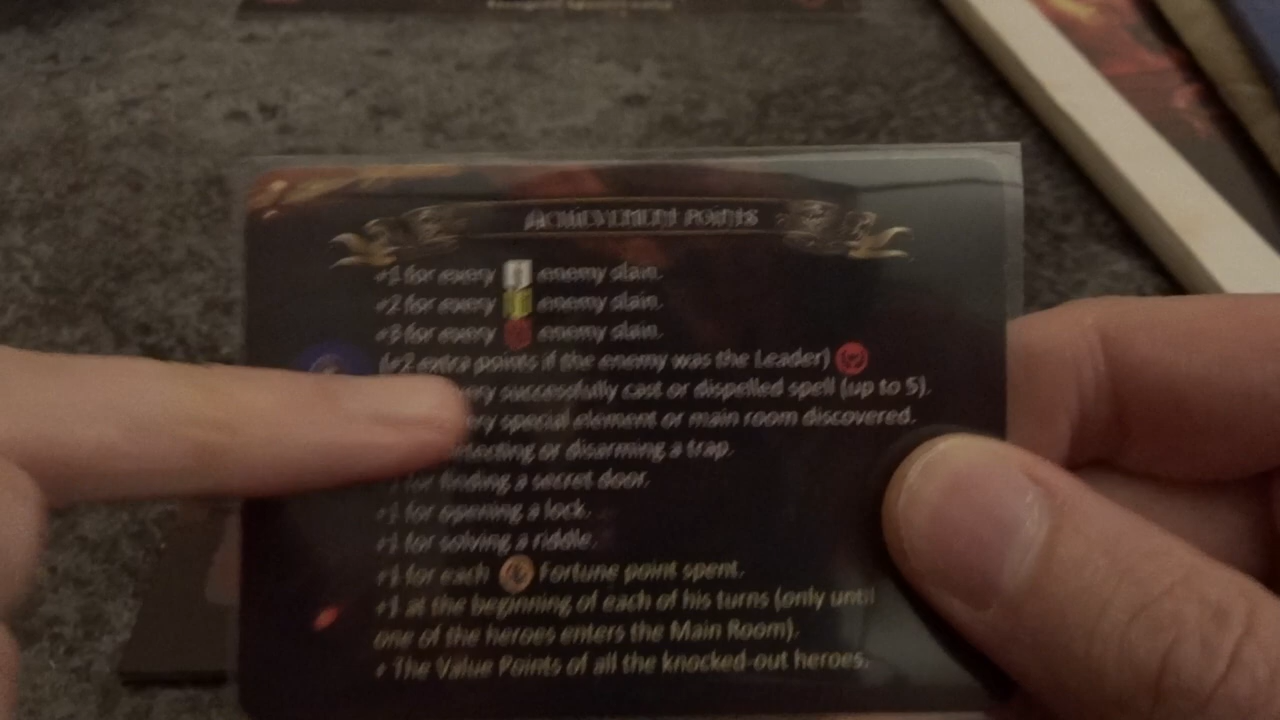 ACHIEVEMENT POINTS
+1 for every enemy slain.
+2 for every enemy slain.
+3 for every enemy slain.
(+2 extra points if the enemy was the Leader)
successfully cast or dispelled spell (up to 5).
special element or main room discovered.
or disarming a trap.
for finding a secret door.
+1 for opening a lock.
+1 for solving a riddle.
+1 for each Fortune point spent.
+1 at the beginning of each of his turns (only until
one of the heroes enters the Main Room).
+ The Value Points of all the knocked-out heroes.